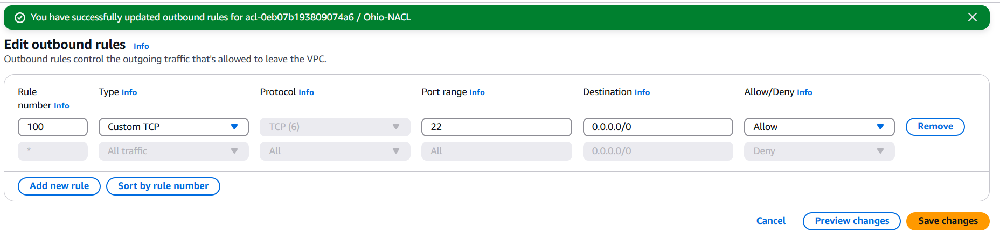 You have successfully updated outbound rules for acl-0eb07b193809074a6 / Ohio-NACL
Edit outbound rules Info
Outbound rules control the outgoing traffic that's allowed to leave the VPC.
Rule number Info
Type Info
Protocol Info
Port range Info
Destination Info
Allow/Deny Info
100 Custom TCP TCP (6) 22 0.0.0.0/0 Allow Remove
* All traffic All All 0.0.0.0/0 Deny
Add new rule Sort by rule number
Cancel Preview changes Save changes